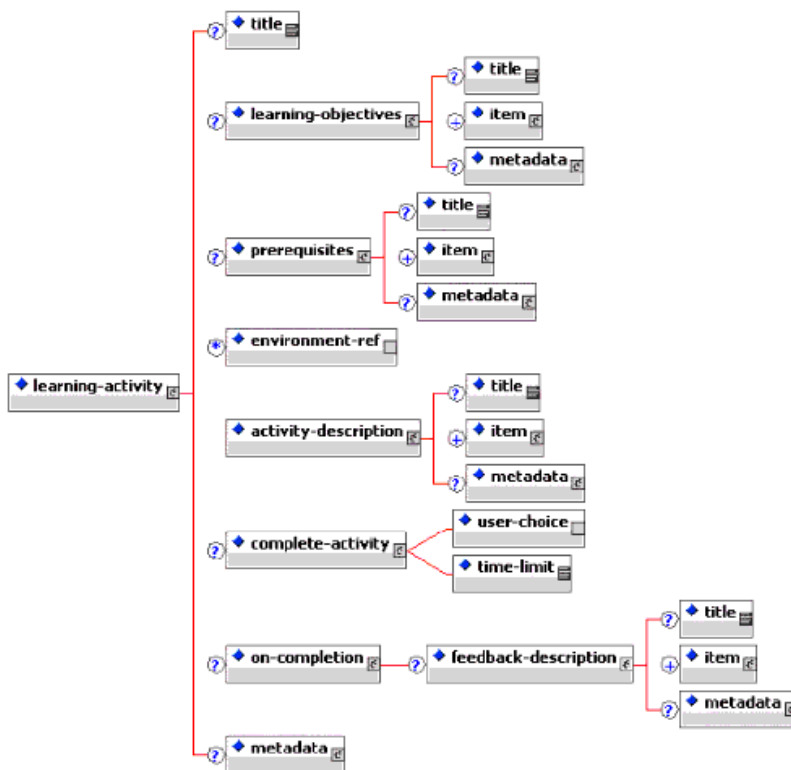 title
learning-objectives
title
item
metadata
prerequisites
title
item
metadata
environment-ref
learning-activity
activity-description
title
item
metadata
complete-activity
user-choice
time-limit
on-completion
feedback-description
title
item
metadata
metadata